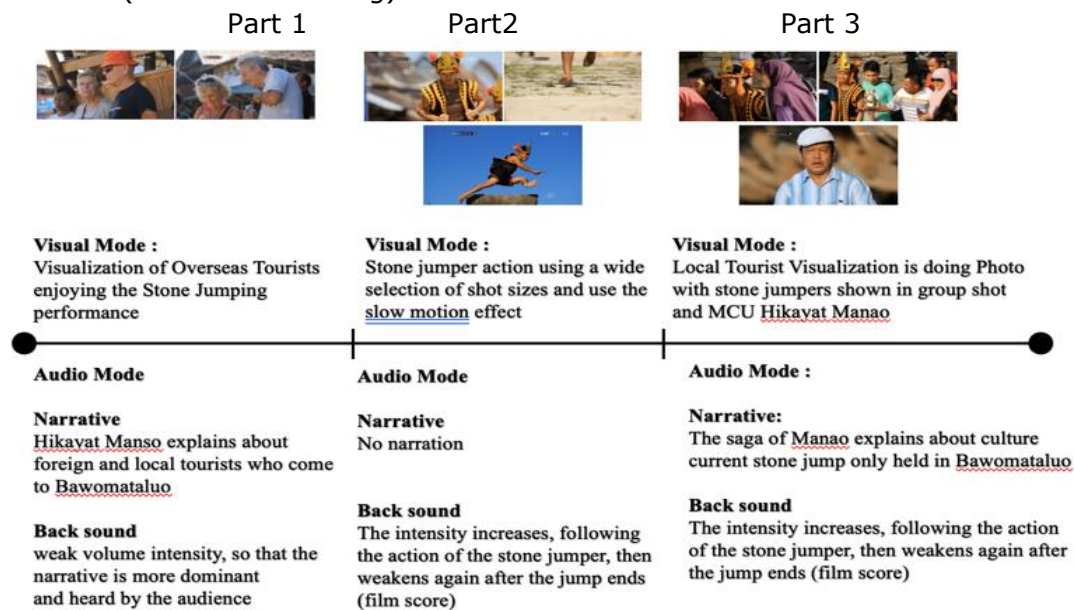 Part 1
Part2
Part 3
Visual Mode :
Visualization of Overseas Tourists
enjoying the Stone Jumping
performance
Visual Mode :
Stone jumper action using a wide
selection of shot sizes and use the
slow motion effect
Visual Mode :
Local Tourist Visualization is doing Photo
with stone jumpers shown in group shot
and MCU Hikayat Manao
Audio Mode
Narrative
Hikayat Manso explains about
foreign and local tourists who come
to Bawomataluo
Back sound
weak volume intensity, so that the
narrative is more dominant
and heard by the audience
Audio Mode
Narrative
No narration
Back sound
The intensity increases, following
the action of the stone jumper, then
weakens again after the jump ends
(film score)
Audio Mode :
Narrative:
The saga of Manao explains about culture
current stone jump only held in Bawomataluo
Back sound
The intensity increases, following the action
of the stone jumper, then weakens again after
the jump ends (film score)